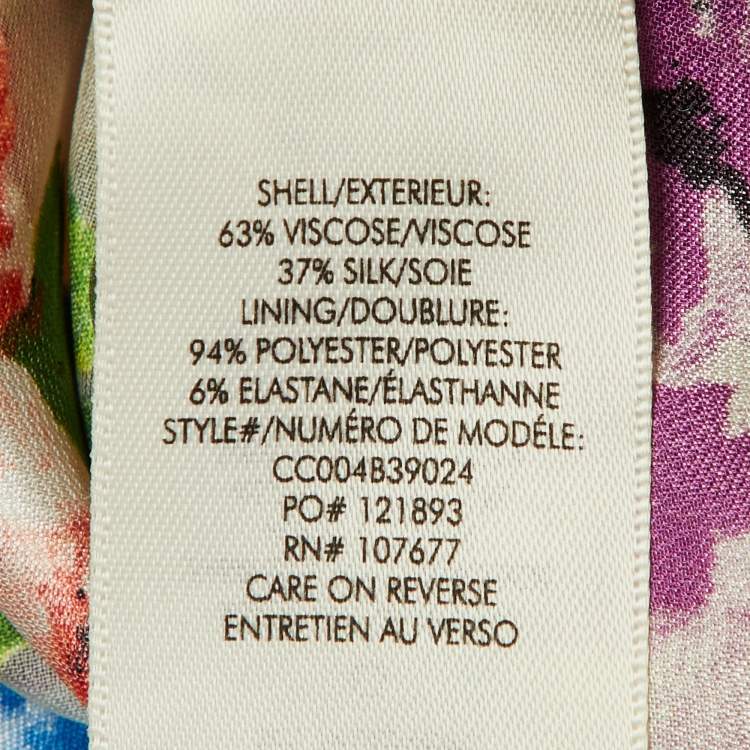 SHELL/EXTERIEUR:
63% VISCOSE/VISCOSE
37% SILK/SOIE
LINING/DOUBLURE:
94% POLYESTER/POLYESTER
6% ELASTANE/ÉLASTHANNE
STYLE#/NUMÉRO DE MODÉLE:
CC004B39024
PO# 121893
RN# 107677
CARE ON REVERSE
ENTRETIEN AU VERSO